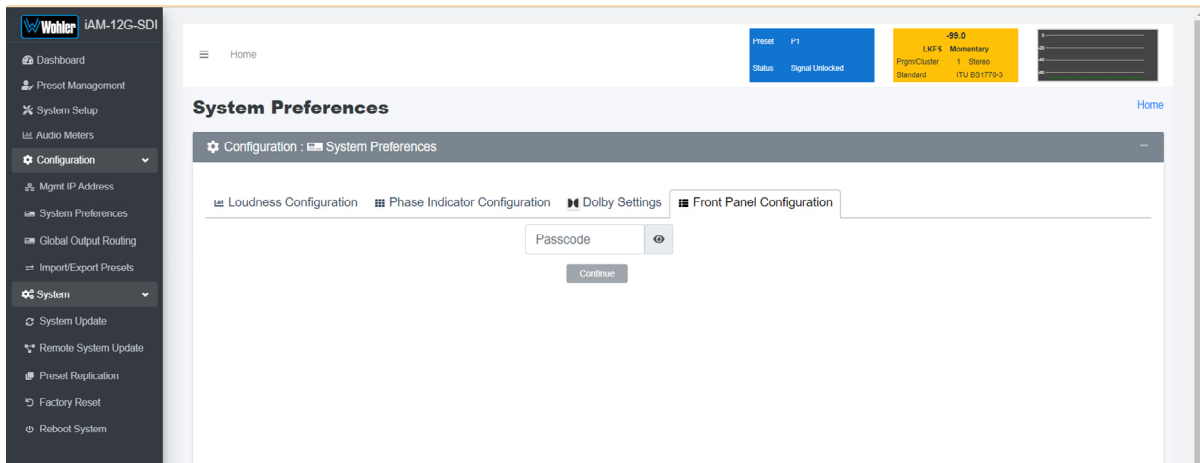 Wohler iAM-12G-SDI
Dashboard
Preset Management
System Setup
Audio Meters
Configuration
Mgmt IP Address
System Preferences
Global Output Routing
Import/Export Presets
System
System Update
Remote System Update
Preset Replication
Factory Reset
Reboot System
Home
Preset P1
Status Signal Unlocked
-99.0
LKFS Momentary
Prgm/Cluster 1 Stereo
Standard ITU BS1770-3
System Preferences
Home
Configuration : System Preferences
Loudness Configuration Phase Indicator Configuration Dolby Settings Front Panel Configuration
Passcode
Continue